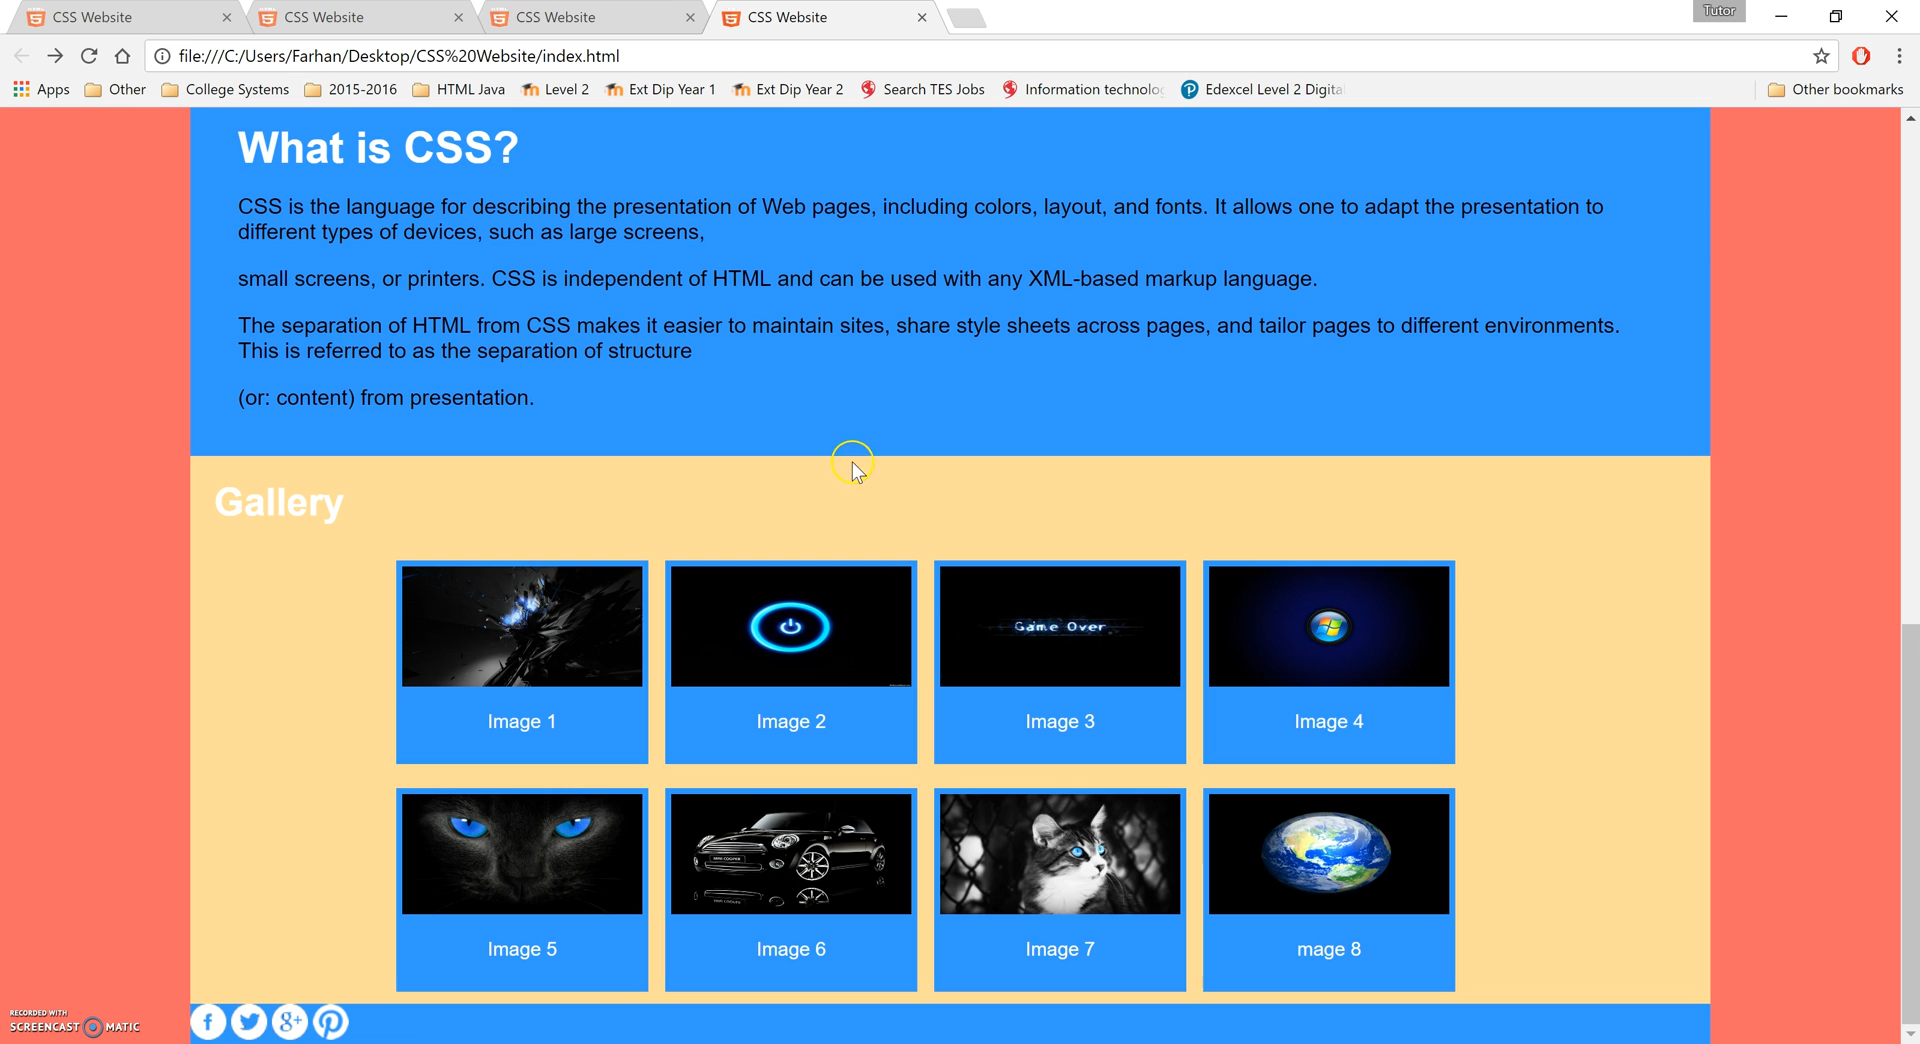 CSS Website
CSS Website
CSS Website
CSS Website
Tutor
file:///C:/Users/Farhan/Desktop/CSS%20Website/index.html
Apps
Other
College Systems
2015-2016
HTML Java
Level 2
Ext Dip Year 1
Ext Dip Year 2
Search TES Jobs
Information technolo
Edexcel Level 2 Digita
Other bookmarks
What is CSS?
CSS is the language for describing the presentation of Web pages, including colors, layout, and fonts. It allows one to adapt the presentation to
different types of devices, such as large screens,
small screens, or printers. CSS is independent of HTML and can be used with any XML-based markup language.
The separation of HTML from CSS makes it easier to maintain sites, share style sheets across pages, and tailor pages to different environments.
This is referred to as the separation of structure
(or: content) from presentation.
Gallery
Game Over
Image 1
Image 2
Image 3
Image 4
MINI COOPER
Image 5
Image 6
Image 7
mage 8
RECORDED WITH
SCREENCAST MATIC